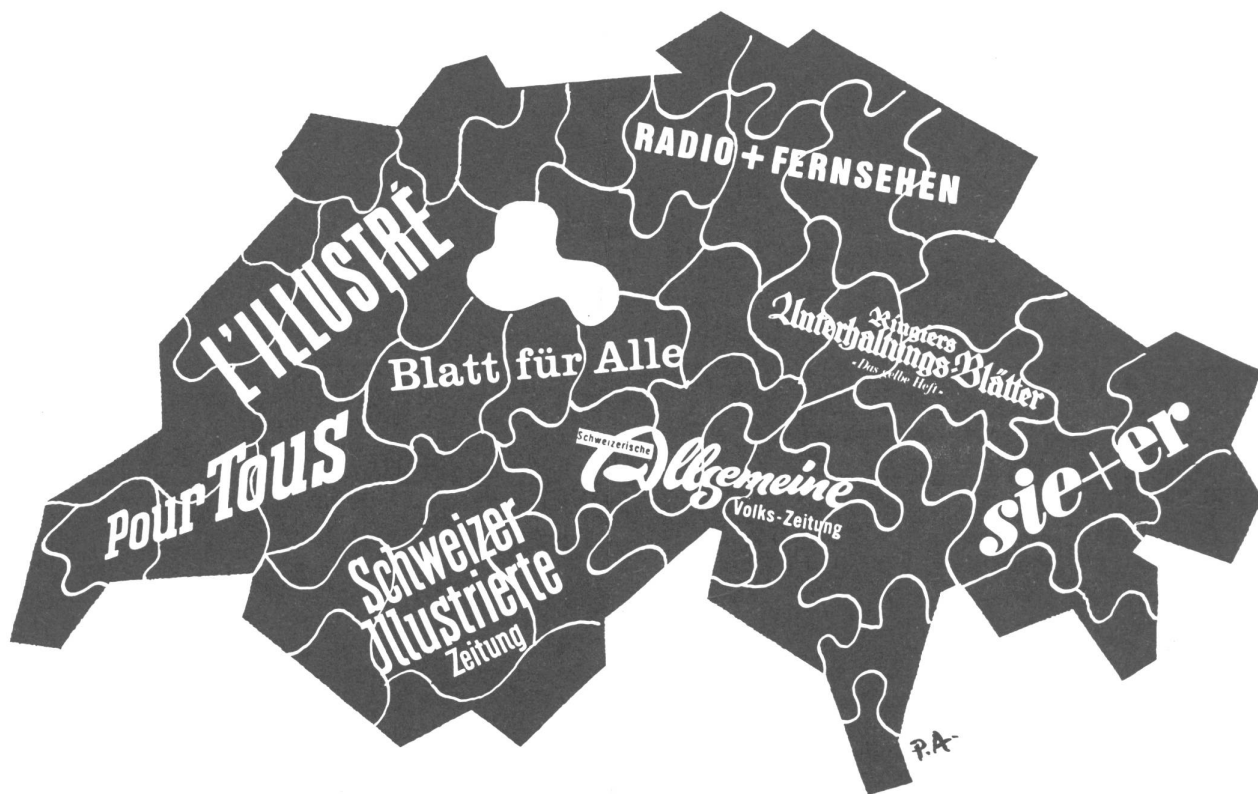 RADIO + FERNSEHEN
L'ILLUSTRÉ
Ringiers
Unterhaltungs-Blätter
- Das gelbe Heft -
Blatt für Alle
sie+er
Pour Tous
Schweizerische
Allgemeine
Volks-Zeitung
Schweizer
Illustrierte
Zeitung
P.A-